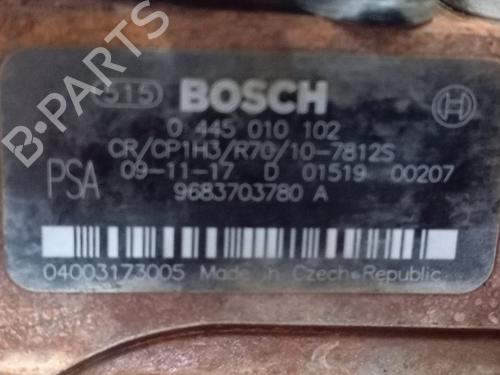 515 BOSCH
0 445 010 102
CR/CP1H3/R70/10-7812S
PSA 09-11-17 D 01519 00207
9683703780 A
04003173005 Made in Czech Republic
B-PARTS